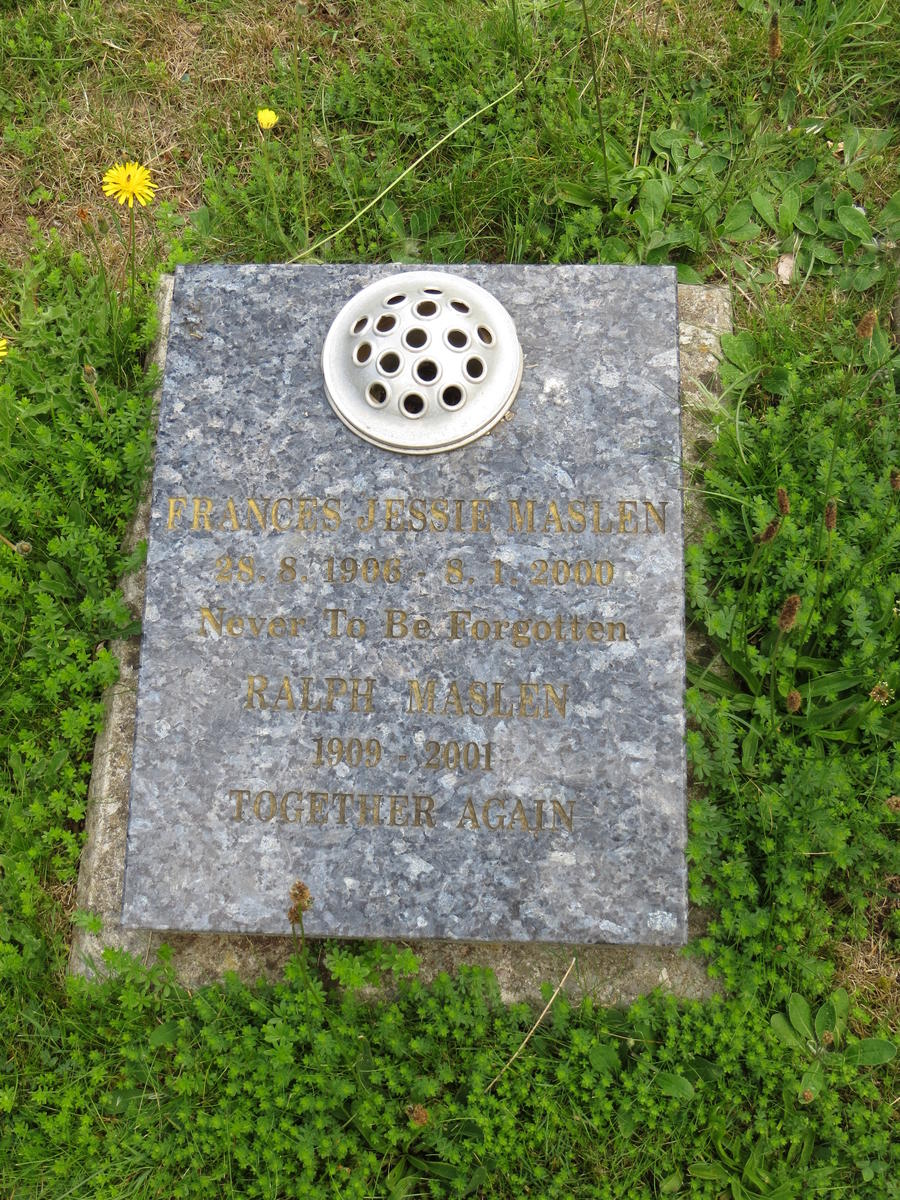 FRANCES JESSIE MASLEN
28. 8. 1906 - 8. 1. 2000
Never To Be Forgotten
RALPH MASLEN
1909 - 2001
TOGETHER AGAIN